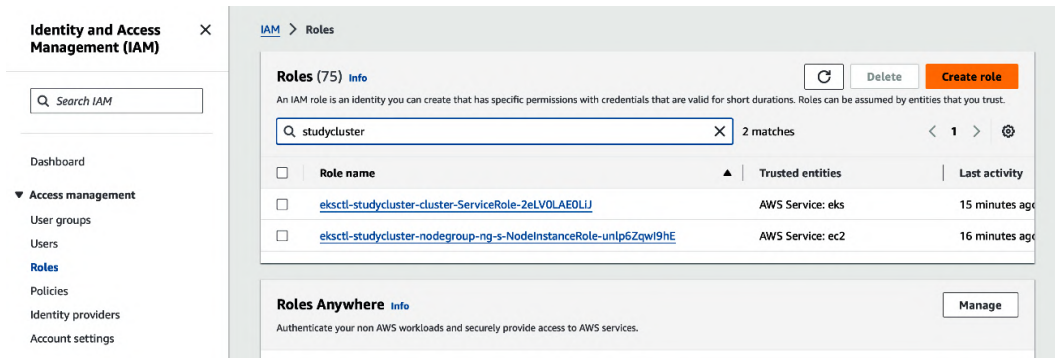 Identity and Access
Management (IAM)
Search IAM
Dashboard
Access management
User groups
Users
Roles
Policies
Identity providers
Account settings
IAM > Roles
Roles (75) Info
Delete
Create role
An IAM role is an identity you can create that has specific permissions with credentials that are valid for short durations. Roles can be assumed by entities that you trust.
studycluster
2 matches
1
Role name
Trusted entities
Last activity
eksctl-studycluster-cluster-ServiceRole-2eLV0LAE0LiJ
AWS Service: eks
15 minutes ago
eksctl-studycluster-nodegroup-ng-s-NodeInstanceRole-unlp6ZqwI9hE
AWS Service: ec2
16 minutes ago
Roles Anywhere Info
Manage
Authenticate your non AWS workloads and securely provide access to AWS services.